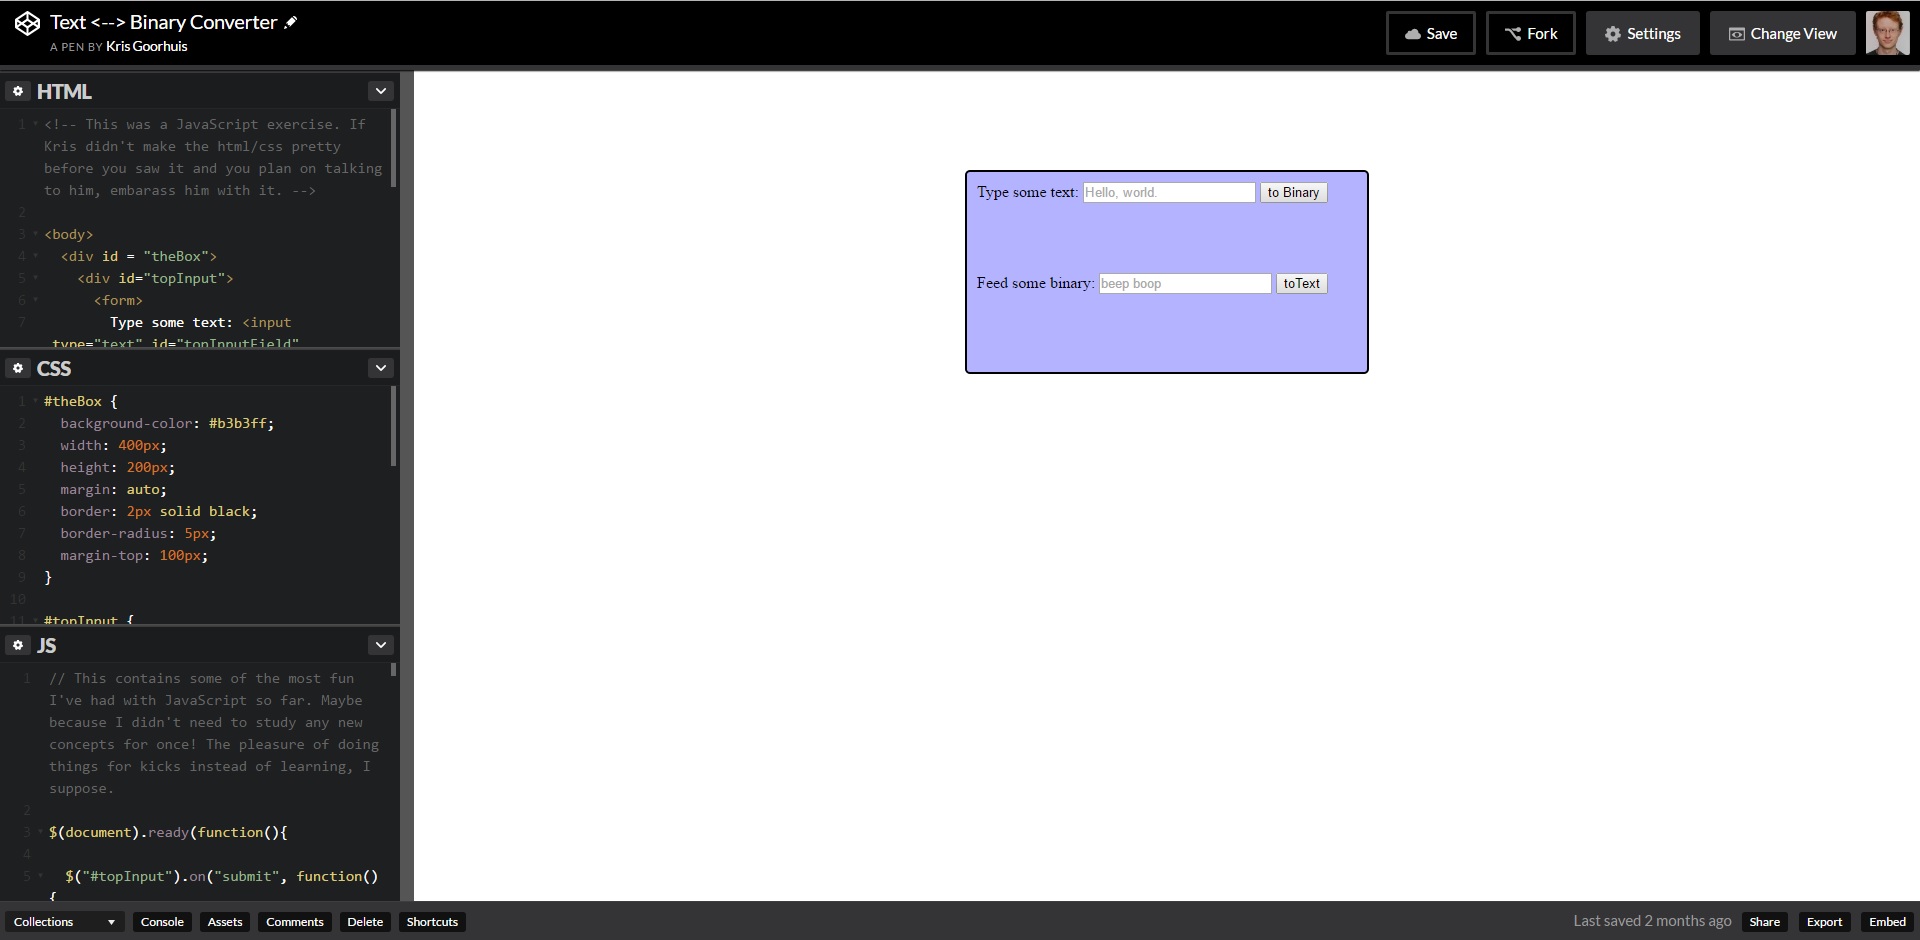 Text <--> Binary Converter
A PEN BY Kris Goorhuis
Save
Fork
Settings
Change View
HTML
1 <!-- This was a JavaScript exercise. If
Kris didn't make the html/css pretty
before you saw it and you plan on talking
to him, embarass him with it. -->
2
3 <body>
4 <div id = "theBox">
5 <div id="topInput">
6 <form>
7 Type some text: <input
type="text" id="topInputField"
CSS
1 #theBox {
2 background-color: #b3b3ff;
3 width: 400px;
4 height: 200px;
5 margin: auto;
6 border: 2px solid black;
7 border-radius: 5px;
8 margin-top: 100px;
9 }
10
11 #topInput {
JS
1 // This contains some of the most fun
I've had with JavaScript so far. Maybe
because I didn't need to study any new
concepts for once! The pleasure of doing
things for kicks instead of learning, I
suppose.
2
3 $(document).ready(function(){
4
5 $("#topInput").on("submit", function()
{
Type some text: Hello, world. to Binary
Feed some binary: beep boop toText
Collections
Console
Assets
Comments
Delete
Shortcuts
Last saved 2 months ago
Share
Export
Embed